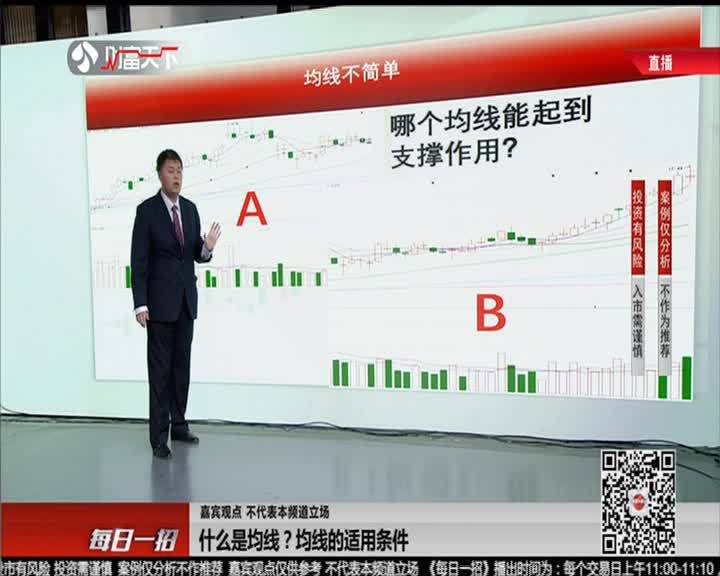 财富天下
均线不简单
直播
哪个均线能起到
支撑作用?
A
B
案例仅分析 不作为推荐
投资有风险 入市需谨慎
嘉宾观点 不代表本频道立场
每日一招
什么是均线?均线的适用条件
市有风险 投资需谨慎 案例仅分析不作推荐 嘉宾观点仅供参考 不代表本频道立场 《每日一招》播出时间为:每个交易日上午11:00-11:10